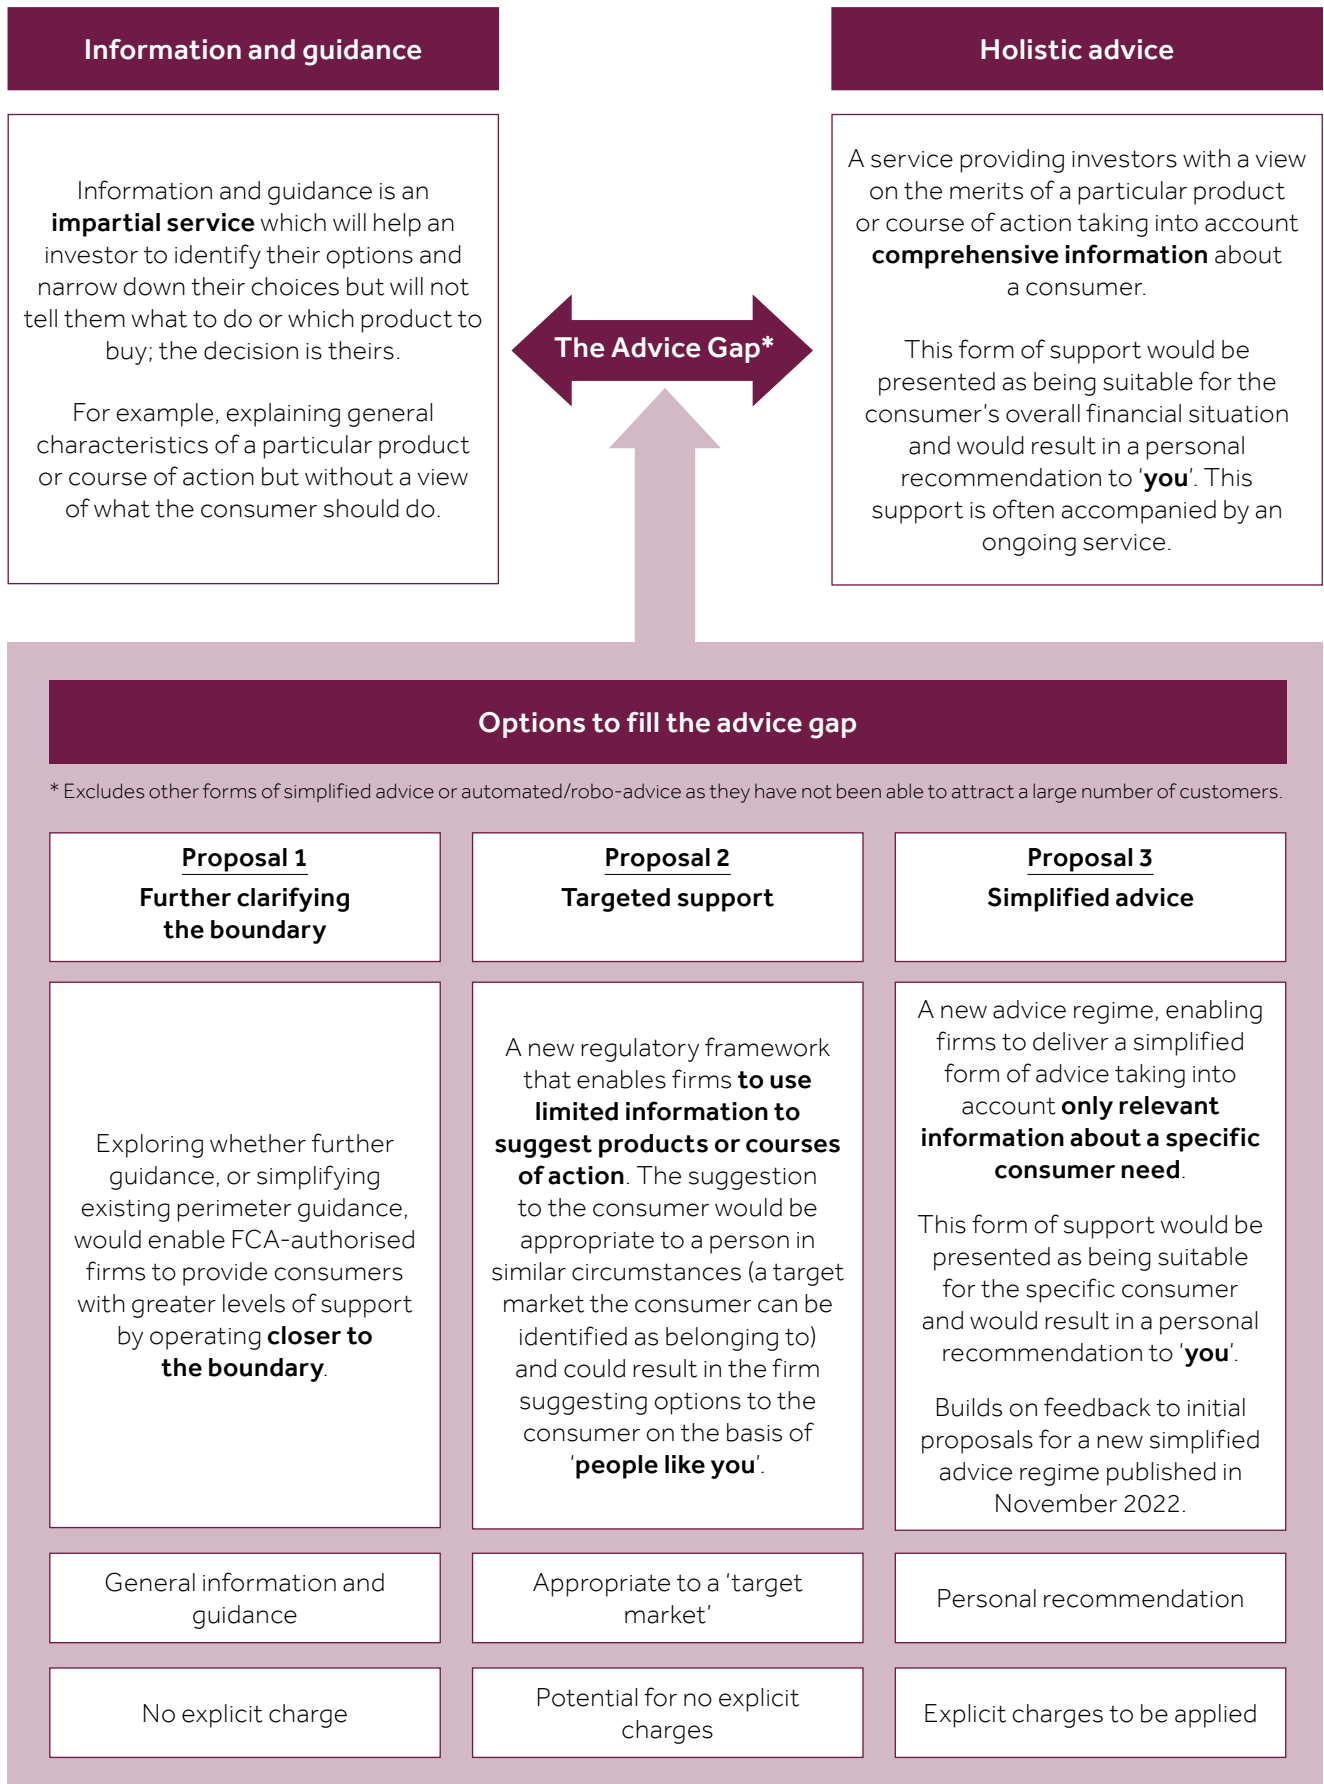 Information and guidance
Information and guidance is an
impartial service which will help an
investor to identify their options and
narrow down their choices but will not
tell them what to do or which product to
buy; the decision is theirs.
For example, explaining general
characteristics of a particular product
or course of action but without a view
of what the consumer should do.
The Advice Gap*
Holistic advice
A service providing investors with a view
on the merits of a particular product
or course of action taking into account
comprehensive information about
a consumer.
This form of support would be
presented as being suitable for the
consumer's overall financial situation
and would result in a personal
recommendation to 'you'. This
support is often accompanied by an
ongoing service.
Options to fill the advice gap
* Excludes other forms of simplified advice or automated/robo-advice as they have not been able to attract a large number of customers.
Proposal 1
Further clarifying
the boundary
Exploring whether further
guidance, or simplifying
existing perimeter guidance,
would enable FCA-authorised
firms to provide consumers
with greater levels of support
by operating closer to
the boundary.
General information and
guidance
No explicit charge
Proposal 2
Targeted support
A new regulatory framework
that enables firms to use
limited information to
suggest products or courses
of action. The suggestion
to the consumer would be
appropriate to a person in
similar circumstances (a target
market the consumer can be
identified as belonging to)
and could result in the firm
suggesting options to the
consumer on the basis of
'people like you'.
Appropriate to a 'target
market'
Potential for no explicit
charges
Proposal 3
Simplified advice
A new advice regime, enabling
firms to deliver a simplified
form of advice taking into
account only relevant
information about a specific
consumer need.
This form of support would be
presented as being suitable
for the specific consumer
and would result in a personal
recommendation to 'you'.
Builds on feedback to initial
proposals for a new simplified
advice regime published in
November 2022.
Personal recommendation
Explicit charges to be applied